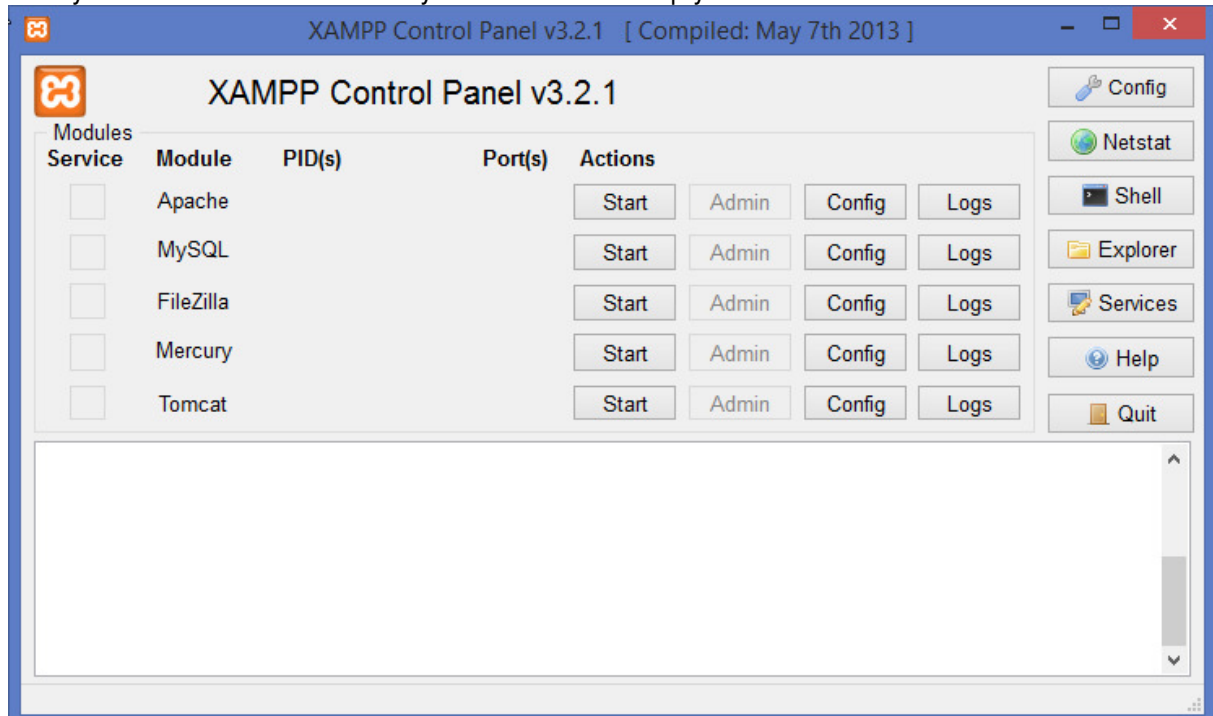 XAMPP Control Panel v3.2.1 [ Compiled: May 7th 2013 ]
XAMPP Control Panel v3.2.1
Config
Modules
Service Module PID(s) Port(s) Actions
Netstat
Apache Start Admin Config Logs
Shell
MySQL Start Admin Config Logs
Explorer
FileZilla Start Admin Config Logs
Services
Mercury Start Admin Config Logs
Help
Tomcat Start Admin Config Logs
Quit